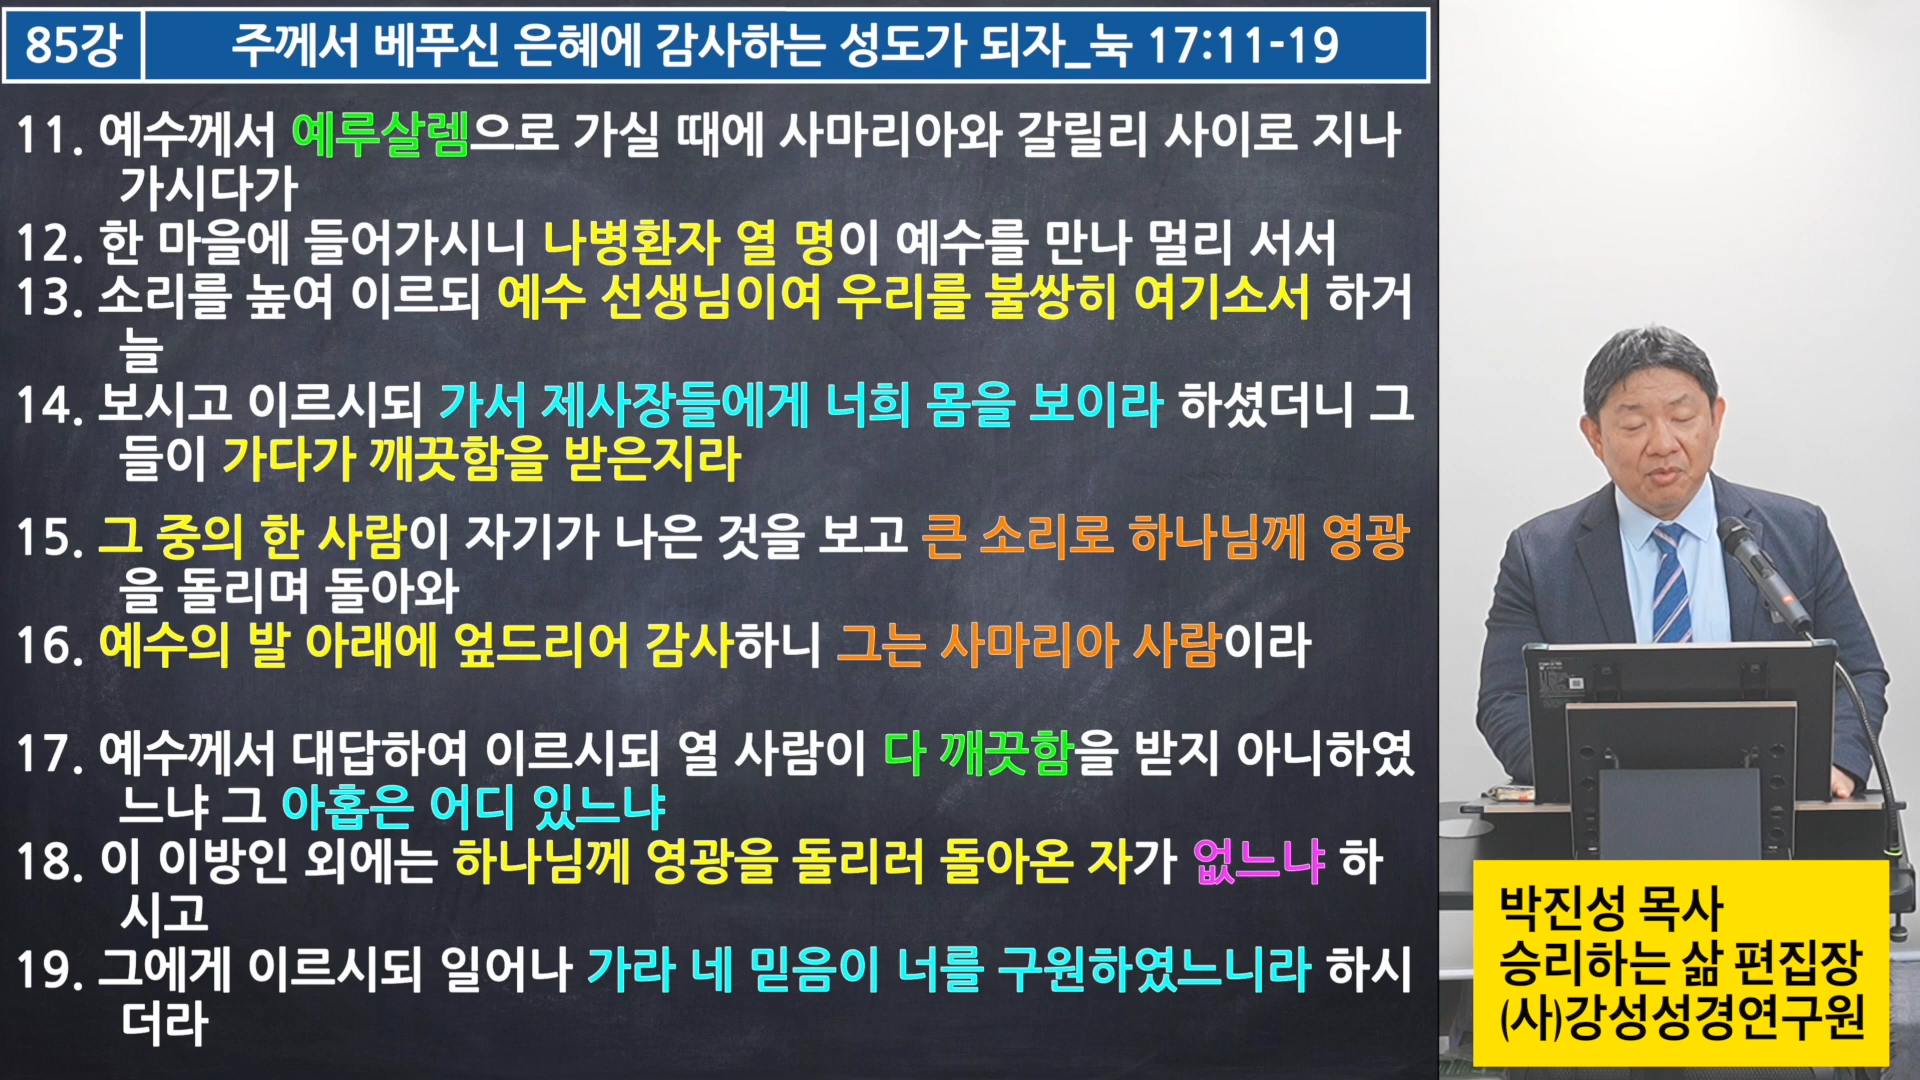 85강 주께서 베푸신 은혜에 감사하는 성도가 되자_눅 17:11-19
11. 예수께서 예루살렘으로 가실 때에 사마리아와 갈릴리 사이로 지나
가시다가
12. 한 마을에 들어가시니 나병환자 열 명이 예수를 만나 멀리 서서
13. 소리를 높여 이르되 예수 선생님이여 우리를 불쌍히 여기소서 하거
늘
14. 보시고 이르시되 가서 제사장들에게 너희 몸을 보이라 하셨더니 그
들이 가다가 깨끗함을 받은지라
15. 그 중의 한 사람이 자기가 나은 것을 보고 큰 소리로 하나님께 영광
을 돌리며 돌아와
16. 예수의 발 아래에 엎드리어 감사하니 그는 사마리아 사람이라
17. 예수께서 대답하여 이르시되 열 사람이 다 깨끗함을 받지 아니하였
느냐 그 아홉은 어디 있느냐
18. 이 이방인 외에는 하나님께 영광을 돌리러 돌아온 자가 없느냐 하
시고
19. 그에게 이르시되 일어나 가라 네 믿음이 너를 구원하였느니라 하시
더라
박진성 목사
승리하는 삶 편집장
(사)강성성경연구원